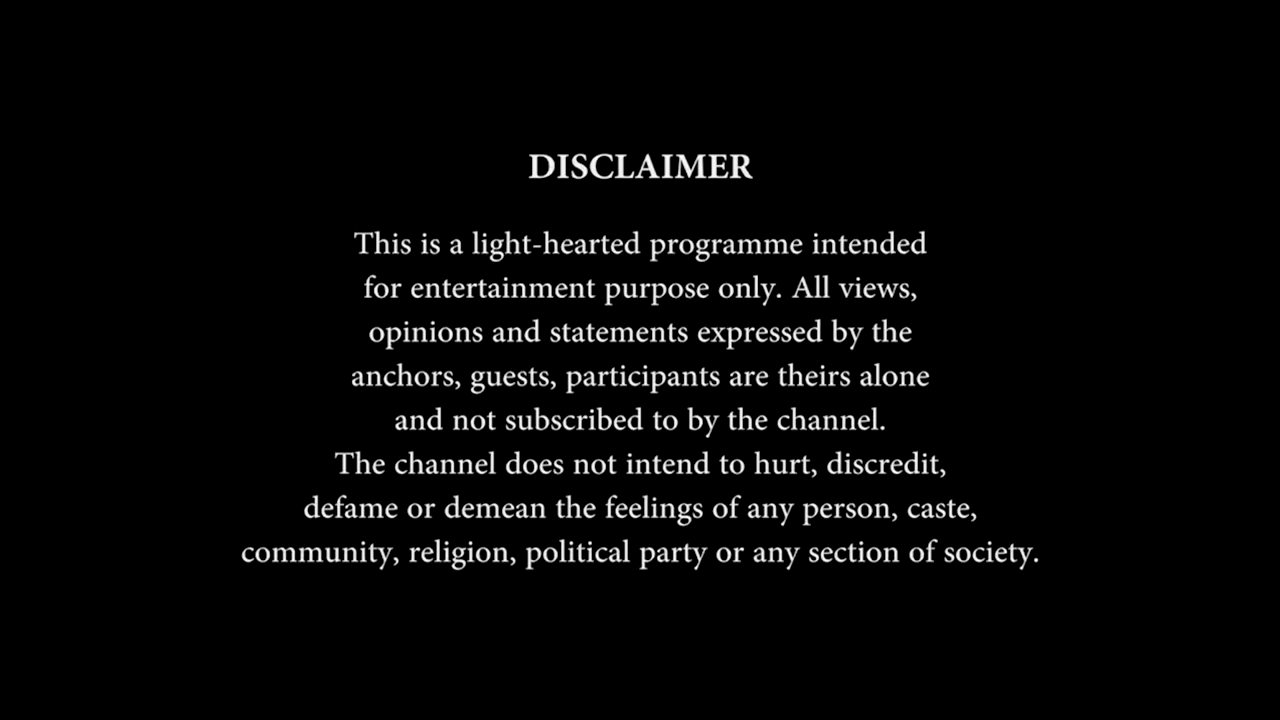 DISCLAIMER
This is a light-hearted programme intended
for entertainment purpose only. All views,
opinions and statements expressed by the
anchors, guests, participants are theirs alone
and not subscribed to by the channel.
The channel does not intend to hurt, discredit,
defame or demean the feelings of any person, caste,
community, religion, political party or any section of society.